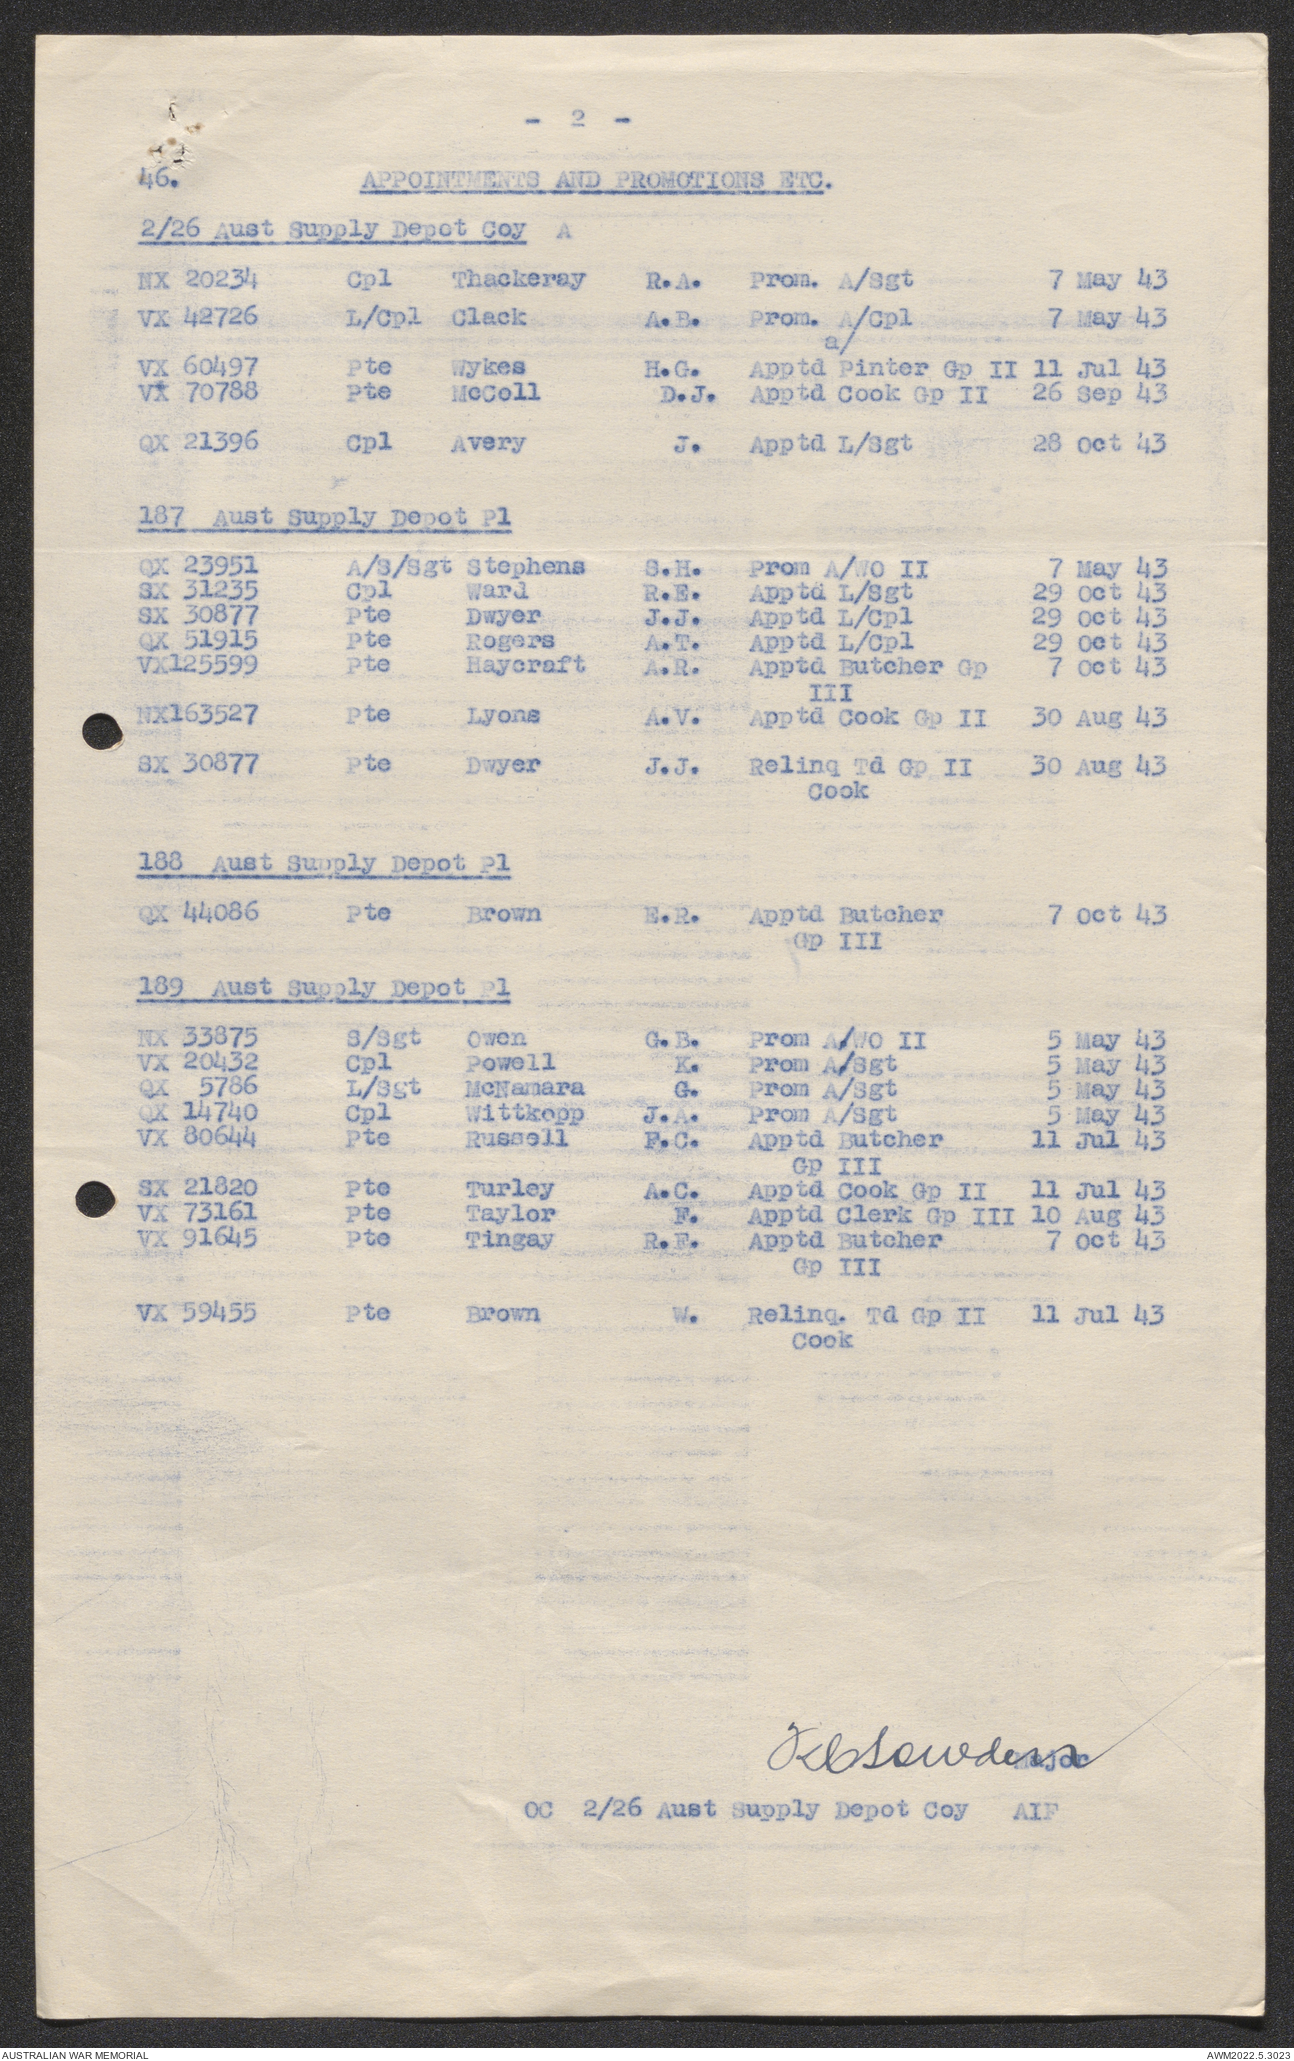 - 2 -
46. APPOINTMENTS AND PROMOTIONS ETC.
2/26 Aust Supply Depot Coy A
NX 20234 Cpl Thackeray R.A. Prom. A/Sgt 7 May 43
VX 42726 L/Cpl Clack A.B. Prom. A/Cpl 7 May 43
a/
VX 60497 Pte Wykes H.G. Apptd Pinter Gp II 11 Jul 43
VX 70788 Pte McColl D.J. Apptd Cook Gp II 26 Sep 43
QX 21396 Cpl Avery J. Apptd L/Sgt 28 Oct 43
187 Aust Supply Depot Pl
QX 23951 A/S/Sgt Stephens S.H. Prom A/WO II 7 May 43
SX 31235 Cpl Ward R.E. Apptd L/Sgt 29 Oct 43
SX 30877 Pte Dwyer J.J. Apptd L/Cpl 29 Oct 43
QX 51915 Pte Rogers A.T. Apptd L/Cpl 29 Oct 43
VX125599 Pte Haycraft A.R. Apptd Butcher Gp 7 Oct 43
III
NX163527 Pte Lyons A.V. Apptd Cook Gp II 30 Aug 43
SX 30877 Pte Dwyer J.J. Relinq Td Gp II 30 Aug 43
Cook
188 Aust Supply Depot Pl
QX 44086 Pte Brown E.R. Apptd Butcher 7 Oct 43
Gp III
189 Aust Supply Depot Pl
NX 33875 S/Sgt Owen G.B. Prom A/WO II 5 May 43
VX 20432 Cpl Powell K. Prom A/Sgt 5 May 43
QX 5786 L/Sgt McNamara G. Prom A/Sgt 5 May 43
QX 14740 Cpl Wittkopp J.A. Prom A/Sgt 5 May 43
VX 80644 Pte Russell F.C. Apptd Butcher 11 Jul 43
Gp III
SX 21820 Pte Turley A.C. Apptd Cook Gp II 11 Jul 43
VX 73161 Pte Taylor F. Apptd Clerk Gp III 10 Aug 43
VX 91645 Pte Tingay R.F. Apptd Butcher 7 Oct 43
Gp III
VX 59455 Pte Brown W. Relinq. Td Gp II 11 Jul 43
Cook
Major
OC 2/26 Aust Supply Depot Coy AIF
AUSTRALIAN WAR MEMORIAL
AWM2022.5.3023